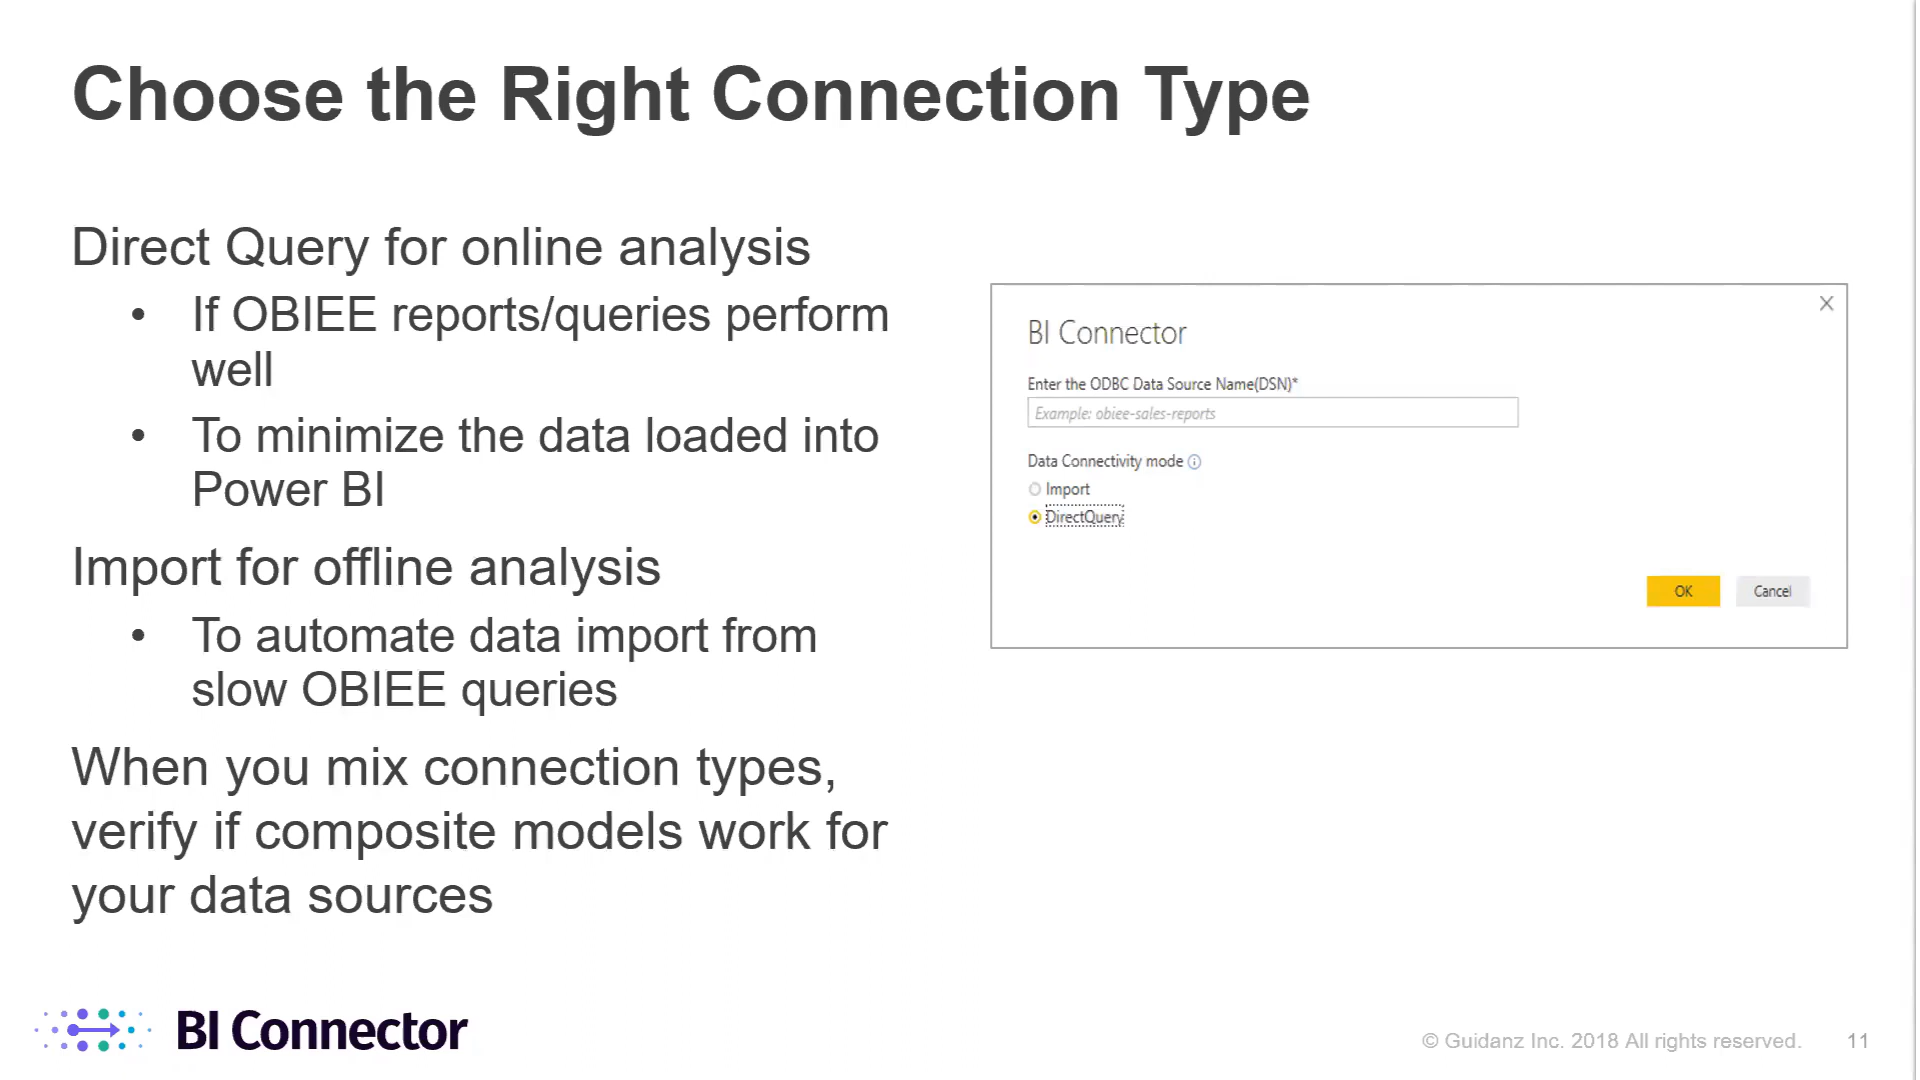 Choose the Right Connection Type
Direct Query for online analysis
• If OBIEE reports/queries perform
well
• To minimize the data loaded into
Power BI
Import for offline analysis
• To automate data import from
slow OBIEE queries
When you mix connection types,
verify if composite models work for
your data sources
BI Connector
Enter the ODBC Data Source Name(DSN)*
Example: obiee-sales-reports
Data Connectivity mode
Import
DirectQuery
OK Cancel
BI Connector
© Guidanz Inc. 2018 All rights reserved. 11